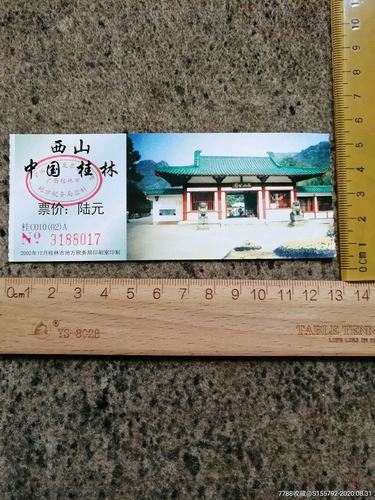 西山
中国 桂林
票价：陆元
桂C010(02)A
Nº 3188017
2002年12月桂林市地方税务局印刷室印制
0cm 1 2 3 4 5 6 7 8 9 10 11 12 13 14
YS-8028
TABLE TENN
7788收藏@S155792-2020.08.31